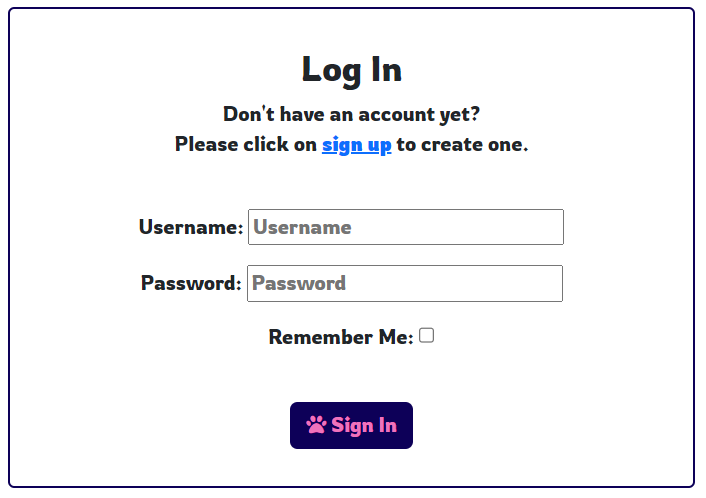 Log In
Don't have an account yet?
Please click on sign up to create one.
Username: Username
Password: Password
Remember Me:
Sign In